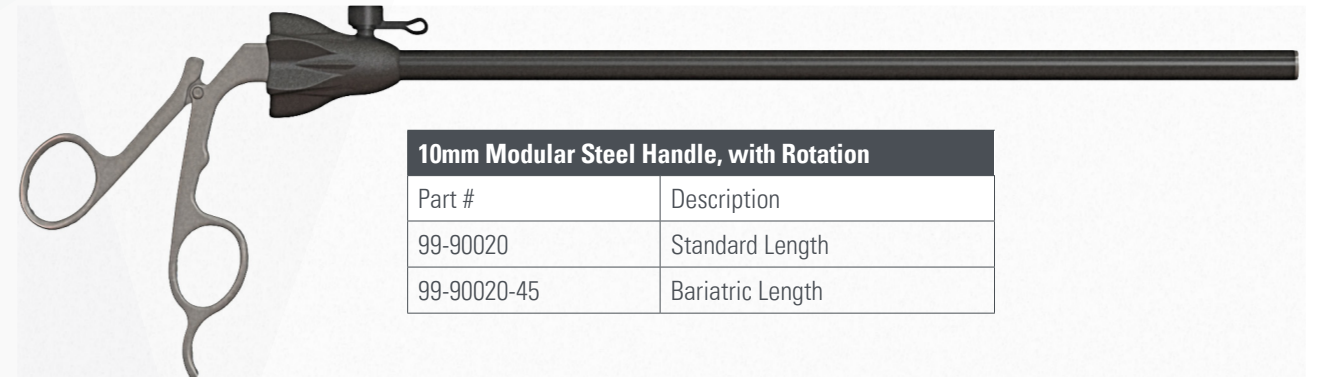 10mm Modular Steel Handle, with Rotation
Part # Description
99-90020 Standard Length
99-90020-45 Bariatric Length